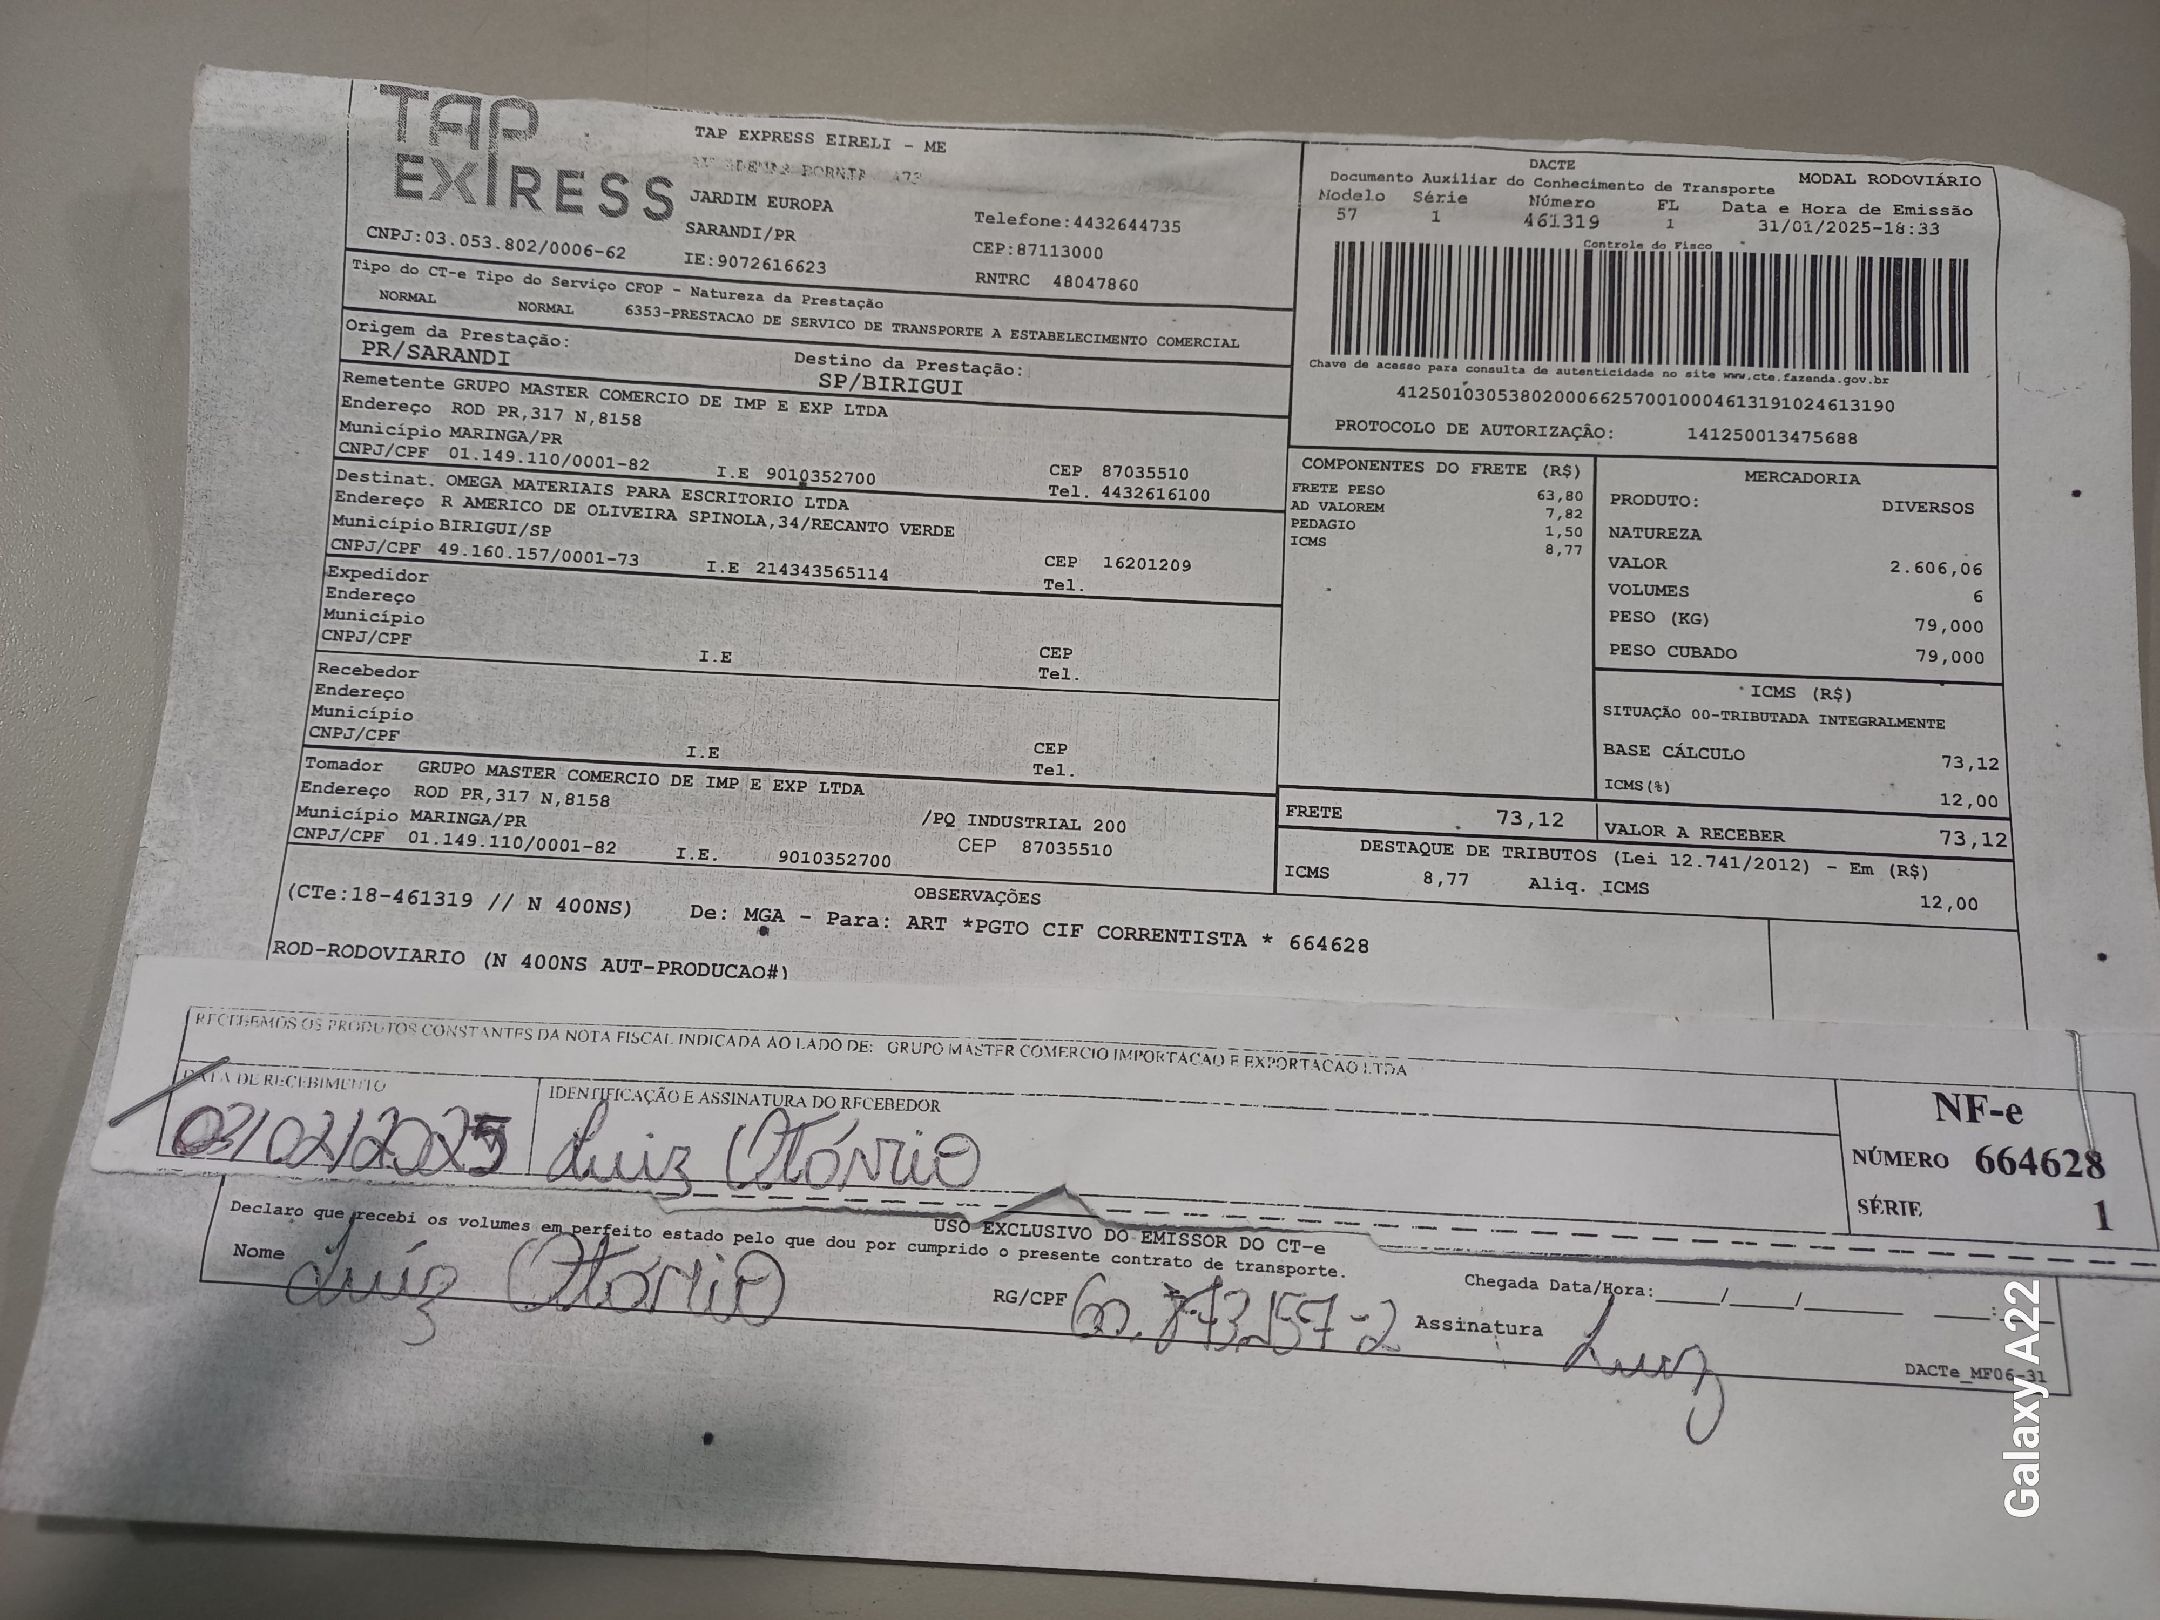 TAP
EXPRESS
TAP EXPRESS EIRELI - ME
JARDIM EUROPA
SARANDI/PR
Telefone:4432644735
CNPJ:03.053.802/0006-62
IE:9072616623
CEP:87113000
RNTRC 48047860
DACTE
MODAL RODOVIÁRIO
Documento Auxiliar do Conhecimento de Transporte
Modelo Série Número FL Data e Hora de Emissão
57 1 461319 1 31/01/2025-18:33
Controle do Fisco
Chave de acesso para consulta de autenticidade no site www.cte.fazenda.gov.br
41250103053802000662570010004613191024613190
PROTOCOLO DE AUTORIZAÇÂO: 141250013475688
Tipo do CT-e Tipo do Serviço CFOP - Natureza da Prestação
NORMAL NORMAL 6353-PRESTACAO DE SERVICO DE TRANSPORTE A ESTABELECIMENTO COMERCIAL
Origem da Prestação: Destino da Prestação:
PR/SARANDI SP/BIRIGUI
Remetente GRUPO MASTER COMERCIO DE IMP E EXP LTDA
Endereço ROD PR,317 N,8158
Município MARINGA/PR CEP 87035510
CNPJ/CPF 01.149.110/0001-82 I.E 9010352700 Tel. 4432616100
Destinat. OMEGA MATERIAIS PARA ESCRITORIO LTDA
Endereço R AMERICO DE OLIVEIRA SPINOLA,34/RECANTO VERDE
Município BIRIGUI/SP CEP 16201209
CNPJ/CPF 49.160.157/0001-73 I.E 214343565114 Tel.
Expedidor
Endereço
Município CEP
CNPJ/CPF I.E Tel.
Recebedor
Endereço
Município CEP
CNPJ/CPF I.E Tel.
Tomador GRUPO MASTER COMERCIO DE IMP E EXP LTDA
Endereço ROD PR,317 N,8158 /PQ INDUSTRIAL 200
Município MARINGA/PR CEP 87035510
CNPJ/CPF 01.149.110/0001-82 I.E. 9010352700
COMPONENTES DO FRETE (R$)
FRETE PESO 63,80
AD VALOREM 7,82
PEDAGIO 1,50
ICMS 8,77
MERCADORIA
PRODUTO: DIVERSOS
NATUREZA
VALOR 2.606,06
VOLUMES 6
PESO (KG) 79,000
PESO CUBADO 79,000
ICMS (R$)
SITUAÇÃO 00-TRIBUTADA INTEGRALMENTE
BASE CÁLCULO 73,12
ICMS(%) 12,00
FRETE 73,12 VALOR A RECEBER 73,12
DESTAQUE DE TRIBUTOS (Lei 12.741/2012) - Em (R$)
ICMS 8,77 Aliq. ICMS 12,00
OBSERVAÇÕES
(CTe:18-461319 // N 400NS) De: MGA - Para: ART *PGTO CIF CORRENTISTA * 664628
ROD-RODOVIARIO (N 400NS AUT-PRODUCAO#)
RECEBEMOS OS PRODUTOS CONSTANTES DA NOTA FISCAL INDICADA AO LADO DE: GRUPO MASTER COMERCIO IMPORTACAO E EXPORTACAO LTDA
DATA DE RECEBIMENTO IDENTIFICAÇÃO E ASSINATURA DO RECEBEDOR
03/02/2025 Luiz Otávio
NF-e
NÚMERO 664628
SÉRIE 1
USO EXCLUSIVO DO EMISSOR DO CT-e
Declaro que recebi os volumes em perfeito estado pelo que dou por cumprido o presente contrato de transporte.
Nome Luiz Otávio RG/CPF Assinatura Luiz
Chegada Data/Hora:____/____/______ ____:____
DACTe_MF06-31
Galaxy A22